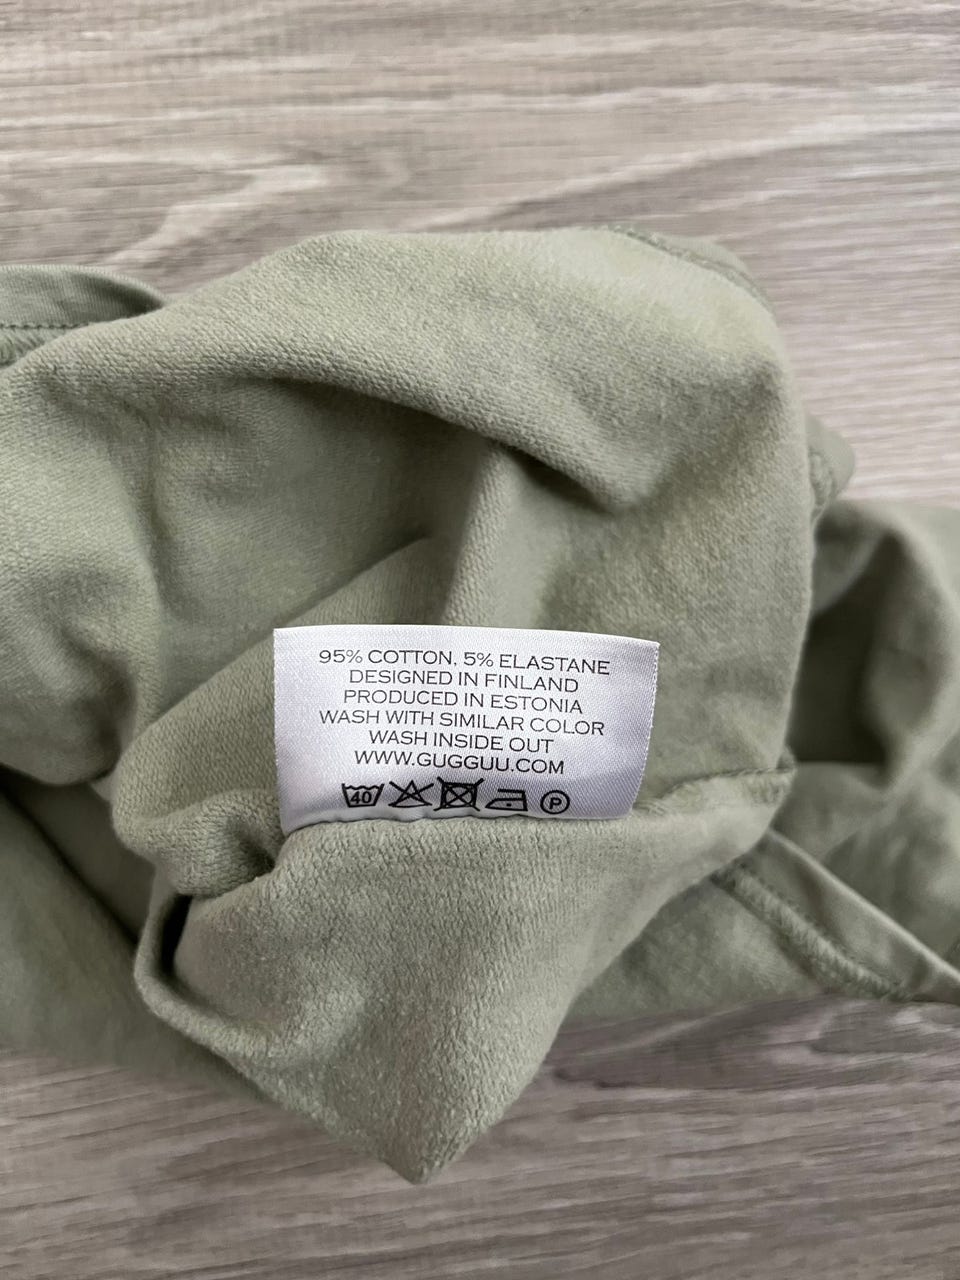 95% COTTON, 5% ELASTANE
DESIGNED IN FINLAND
PRODUCED IN ESTONIA
WASH WITH SIMILAR COLOR
WASH INSIDE OUT
WWW.GUGGUU.COM
40 P